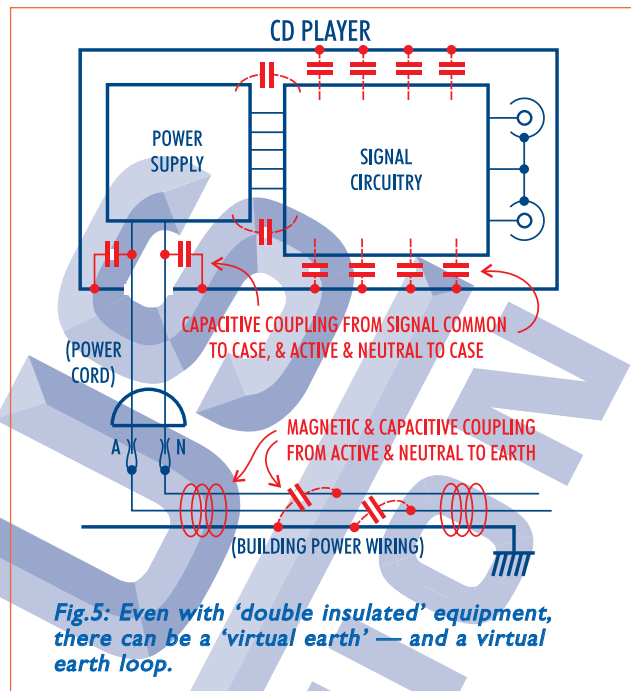 CD PLAYER
POWER
SUPPLY
SIGNAL
CIRCUITRY
CAPACITIVE COUPLING FROM SIGNAL COMMON
TO CASE, & ACTIVE & NEUTRAL TO CASE
(POWER
CORD)
A
N
MAGNETIC & CAPACITIVE COUPLING
FROM ACTIVE & NEUTRAL TO EARTH
(BUILDING POWER WIRING)
Fig.5: Even with ‘double insulated’ equipment,
there can be a ‘virtual earth’ — and a virtual
earth loop.